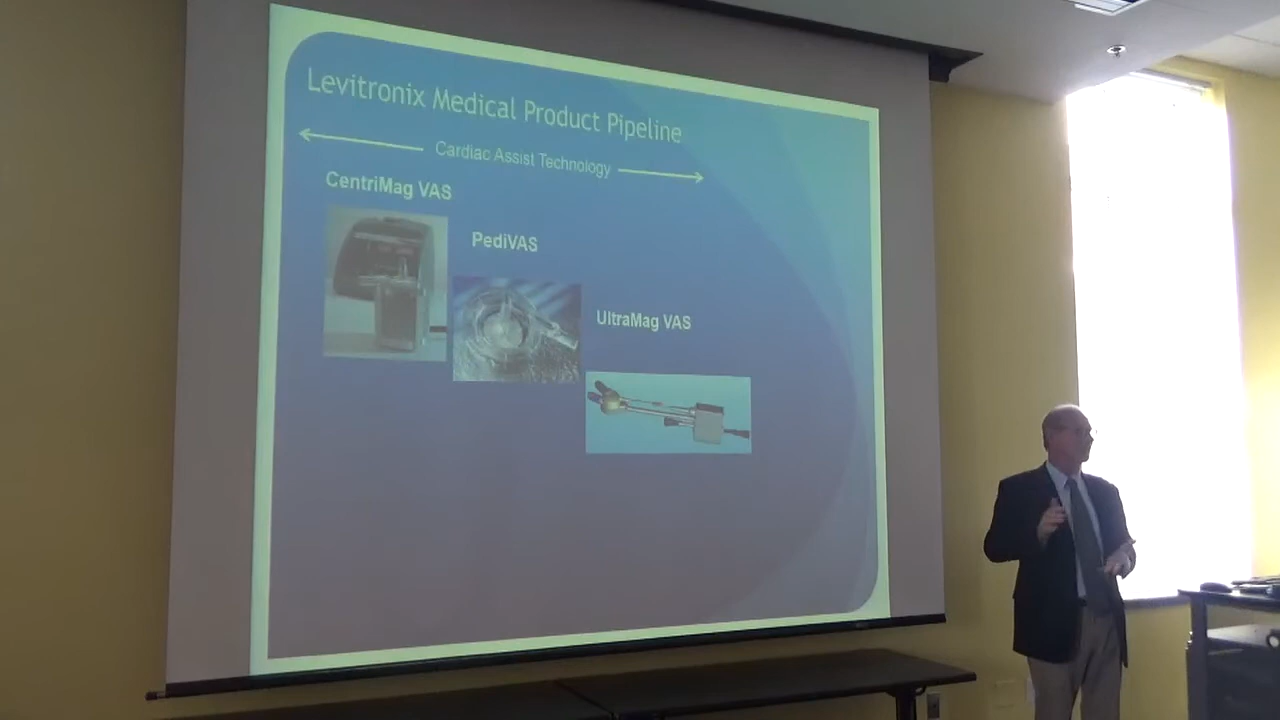 Levitronix Medical Product Pipeline
Cardiac Assist Technology
CentriMag VAS
PediVAS
UltraMag VAS